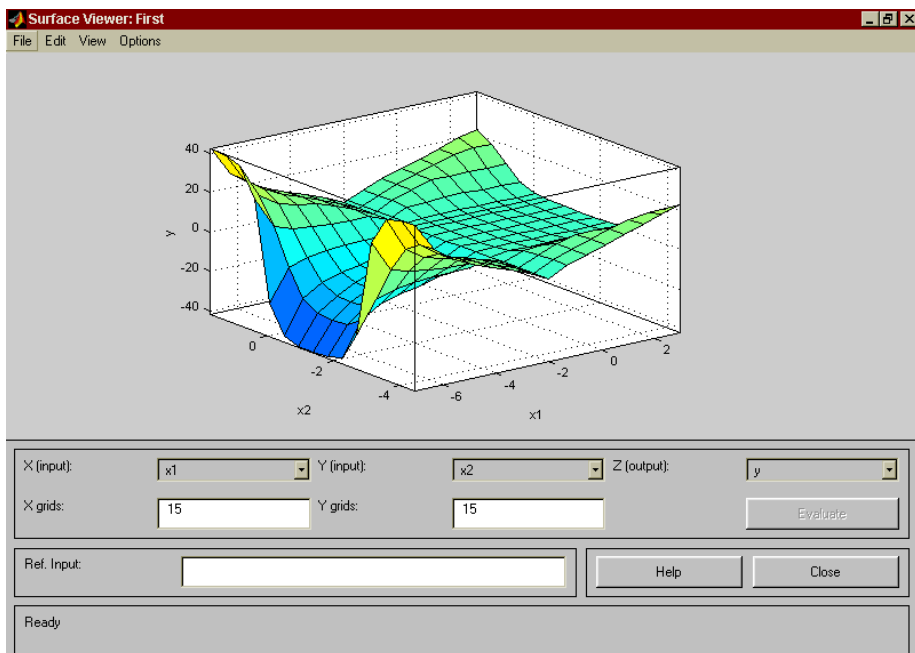 Surface Viewer: First
File Edit View Options
40
20
0
-20
-40
y
0
-2
-4
x2
-6
-4
-2
0
2
x1
X (input): x1 Y (input): x2 Z (output): y
X grids: 15 Y grids: 15 Evaluate
Ref. Input: Help Close
Ready